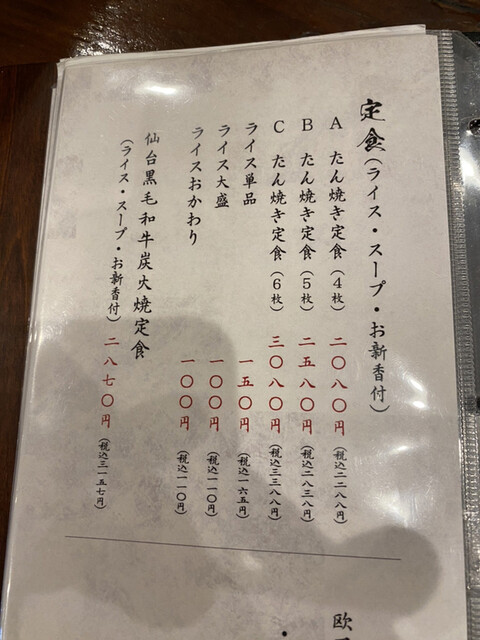 定食(ライス・スープ・お新香付)
A たん焼き定食(4枚) 二〇八〇円(税込二二八八円)
B たん焼き定食(5枚) 二五八〇円(税込二八三八円)
C たん焼き定食(6枚) 三〇八〇円(税込三三八八円)
ライス単品 一五〇円(税込一六五円)
ライス大盛 一〇〇円(税込一一〇円)
ライスおかわり 一〇〇円(税込一一〇円)
仙台黒毛和牛炭火焼定食
(ライス・スープ・お新香付) 二八七〇円(税込三一五七円)
欧